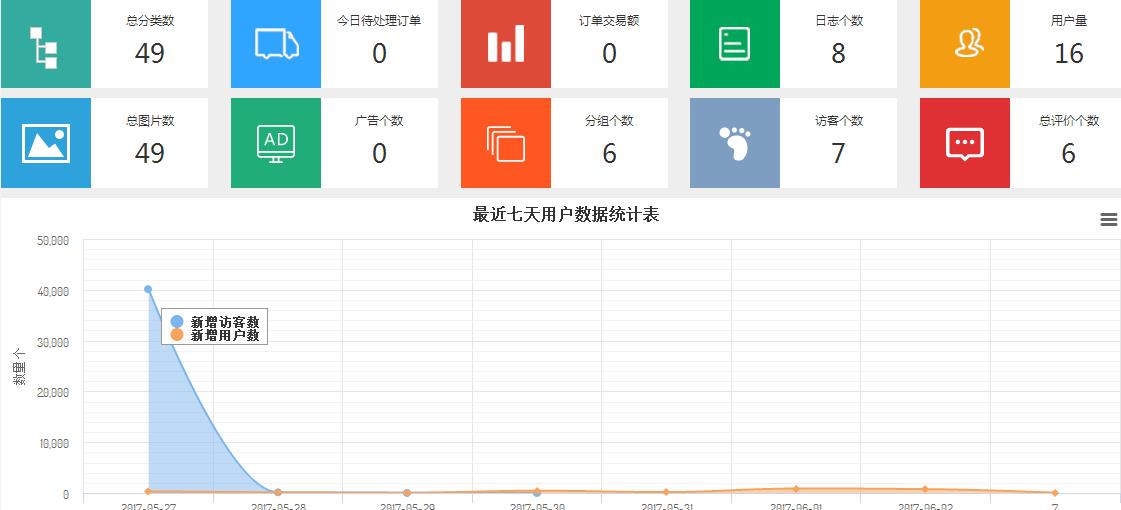 总分类数
49
今日待处理订单
0
订单交易额
0
日志个数
8
用户量
16
总图片数
49
AD
广告个数
0
分组个数
6
访客个数
7
总评价个数
6
最近七天用户数据统计表
50,000
40,000
30,000
20,000
10,000
0
数量 个
新增访客数
新增用户数
2017-05-27
2017-05-28
2017-05-29
2017-05-30
2017-05-31
2017-06-01
2017-06-02
7